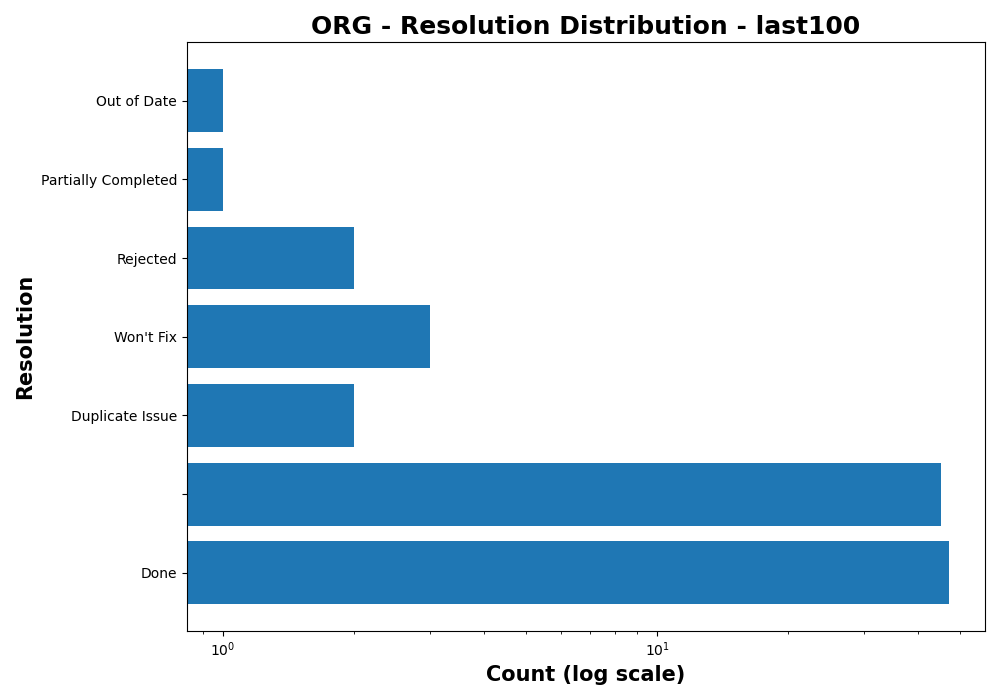 ORG - Resolution Distribution - last100
Out of Date
Partially Completed
Rejected
Won't Fix
Duplicate Issue
Done
Resolution
10⁰
10¹
Count (log scale)